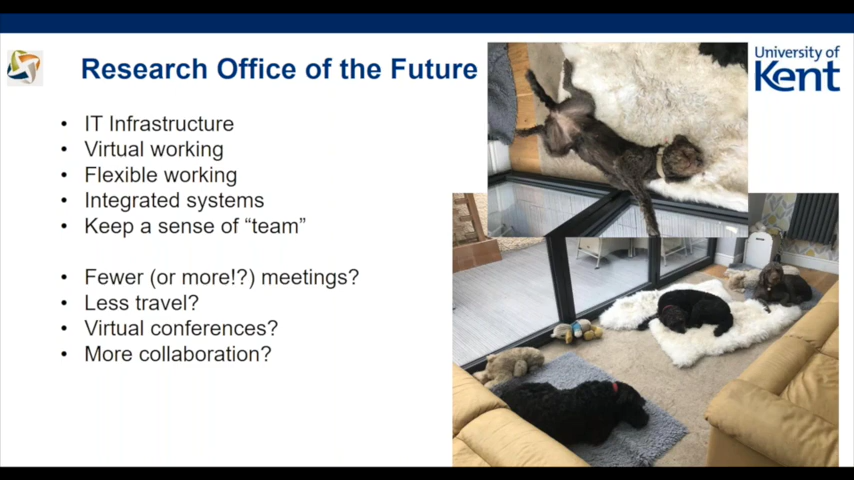 Research Office of the Future
University of
Kent
• IT Infrastructure
• Virtual working
• Flexible working
• Integrated systems
• Keep a sense of “team”
• Fewer (or more!?) meetings?
• Less travel?
• Virtual conferences?
• More collaboration?